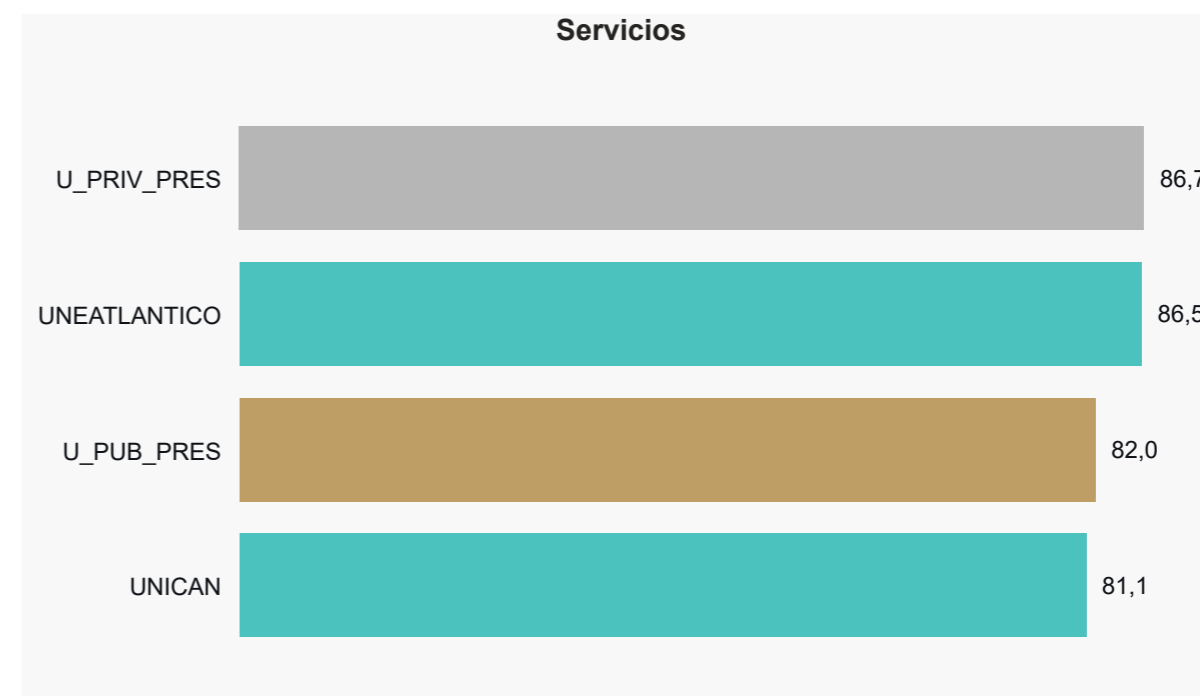 Servicios
U_PRIV_PRES 86,7
UNEATLANTICO 86,5
U_PUB_PRES 82,0
UNICAN 81,1